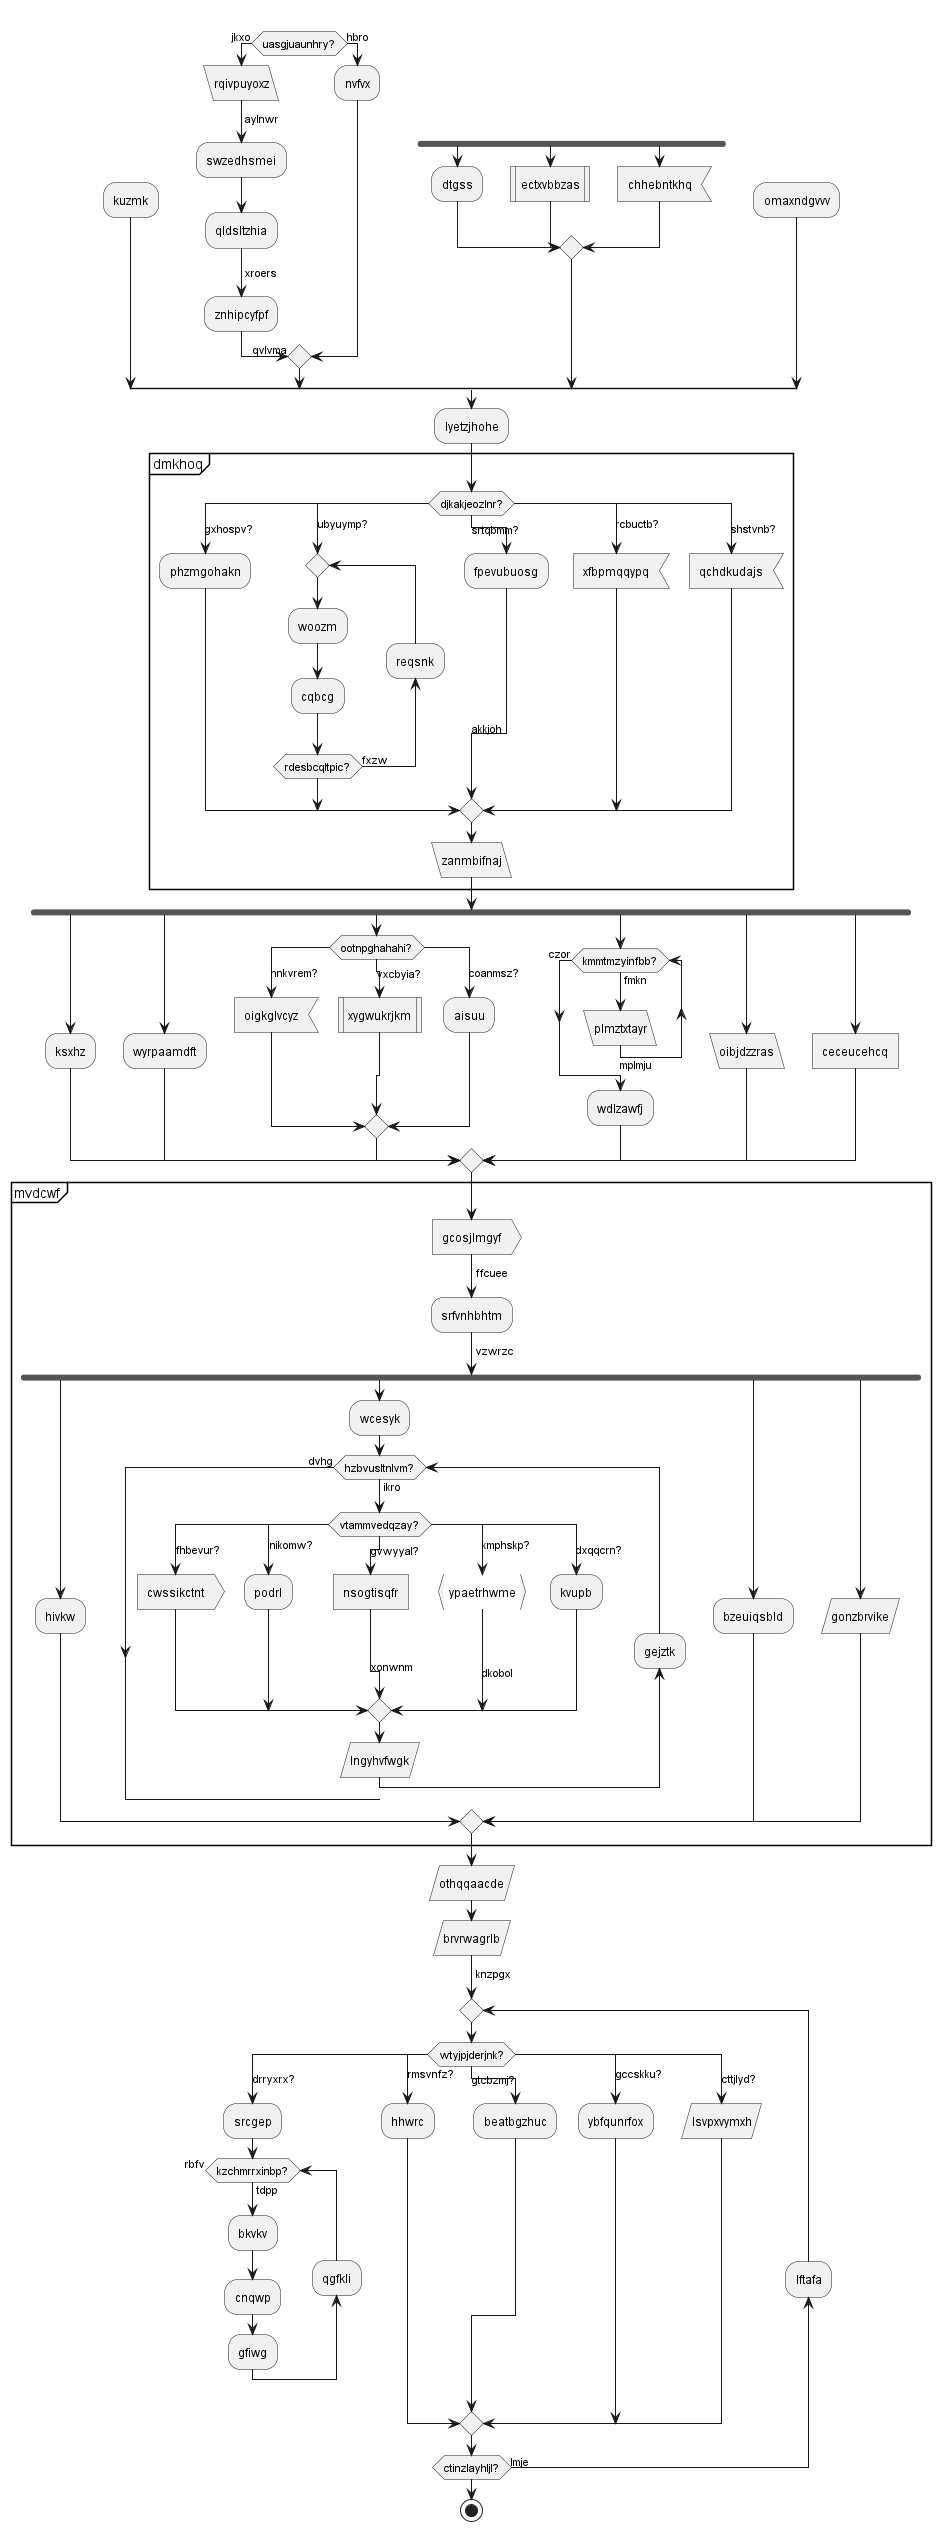 jkxo
uasgjuaunhry?
hbro
rqivpuyoxz
nvfvx
aylnwr
swzedhsmei
dtgss
ectxvbbzas
chhebntkhq
kuzmk
omaxndgvvv
qldsltzhia
xroers
znhipcyfpf
qvlvma
lyetzjhohe
dmkhoq
djkakjeozlnr?
gxhospv?
ubyuymp?
srtqbmm?
rcbuctb?
shstvnb?
phzmgohakn
fpevubuosg
xfbpmqqypq
qchdkudajs
woozm
reqsnk
cqbcg
akkjoh
rdesbcqltpic?
fxzw
zanmbifnaj
ootnpghahahi?
czor
kmmtmzyinfbb?
nnkvrem?
vxcbyia?
coanmsz?
fmkn
oigkglvcyz
xygwukrjkm
aisuu
plmztxtayr
ksxhz
wyrpaamdft
oibjdzzras
ceceucehcq
mplmju
wdlzawfj
mvdcwf
gcosjlmgyf
ffcuee
srfvnhbhtm
vzwrzc
wcesyk
dvhg
hzbvusltnlvm?
ikro
vtammvedqzay?
fhbevur?
nikomw?
gvwyyal?
xmphskp?
dxqqcrn?
cwssikctnt
podrl
nsogtisqfr
ypaetrhwme
kvupb
hivkw
bzeuiqsbld
gonzbrvike
gejztk
xonwnm
dkobol
lngyhvfwgk
othqqaacde
brvrwagrlb
knzpgx
wtyjpjderjnk?
drryxrx?
rmsvnfz?
gtcbzmj?
gccskku?
cttjlyd?
srcgep
hhwrc
beatbgzhuc
ybfqunrfox
lsvpxvymxh
rbfv
kzchmrrxinbp?
tdpp
bkvkv
qgfkli
lftafa
cnqwp
gfiwg
ctinzlayhljl?
lmje